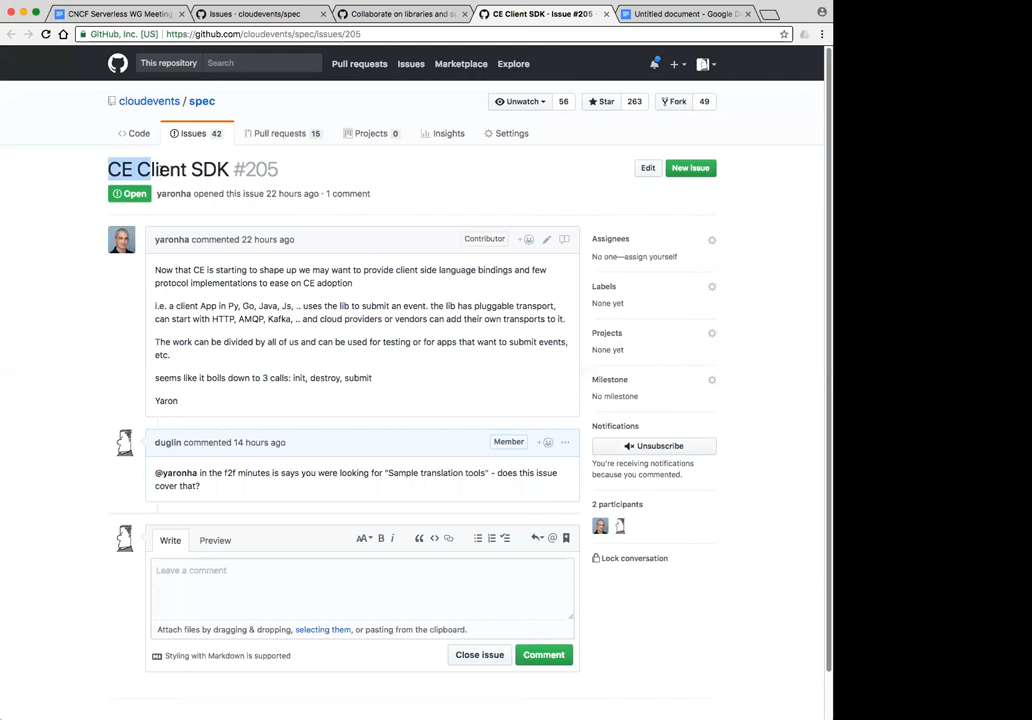 CNCF Serverless WG Meeting
Issues · cloudevents/spec
Collaborate on libraries and su
CE Client SDK · Issue #205 ·
Untitled document - Google D
GitHub, Inc. [US] https://github.com/cloudevents/spec/issues/205
This repository Search Pull requests Issues Marketplace Explore
cloudevents / spec
Unwatch 56 Star 263 Fork 49
Code Issues 42 Pull requests 15 Projects 0 Insights Settings
CE Client SDK #205
Edit New issue
Open yaronha opened this issue 22 hours ago · 1 comment
yaronha commented 22 hours ago Contributor
Now that CE is starting to shape up we may want to provide client side language bindings and few
protocol implementations to ease on CE adoption
i.e. a client App in Py, Go, Java, Js, .. uses the lib to submit an event. the lib has pluggable transport,
can start with HTTP, AMQP, Kafka, .. and cloud providers or vendors can add their own transports to it.
The work can be divided by all of us and can be used for testing or for apps that want to submit events,
etc.
seems like it boils down to 3 calls: init, destroy, submit
Yaron
duglin commented 14 hours ago Member
@yaronha in the f2f minutes is says you were looking for "Sample translation tools" - does this issue
cover that?
Write Preview
AA B i
Leave a comment
Attach files by dragging & dropping, selecting them, or pasting from the clipboard.
Styling with Markdown is supported
Close issue Comment
Assignees
No one—assign yourself
Labels
None yet
Projects
None yet
Milestone
No milestone
Notifications
Unsubscribe
You're receiving notifications
because you commented.
2 participants
Lock conversation